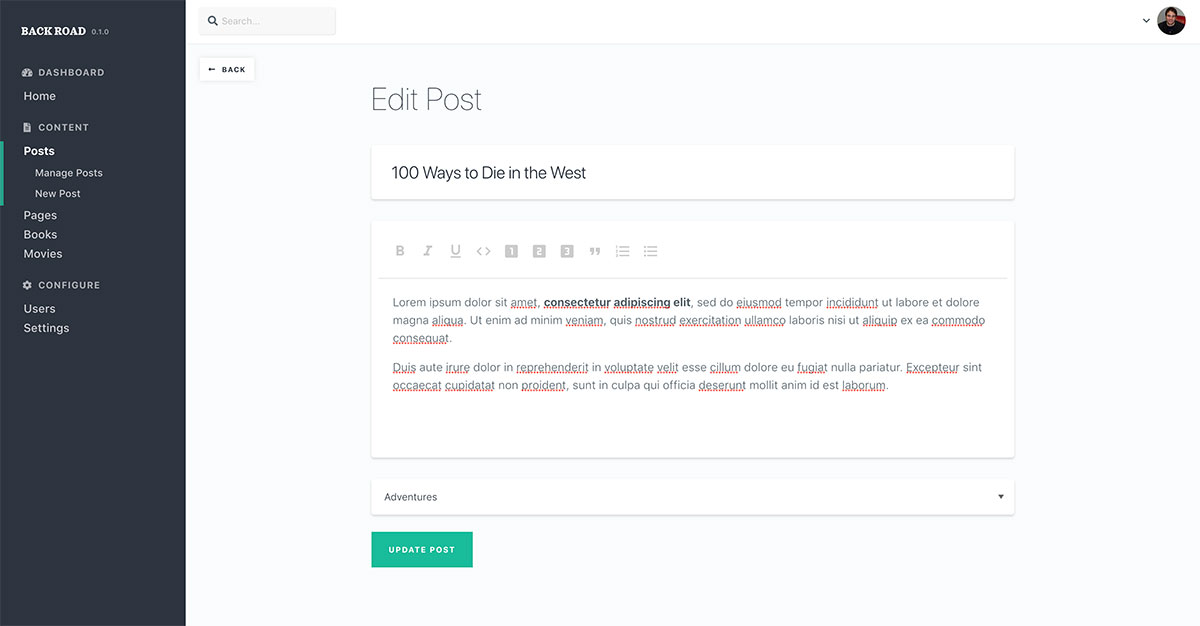 BACK ROAD 0.1.0
DASHBOARD
Home
CONTENT
Posts
Manage Posts
New Post
Pages
Books
Movies
CONFIGURE
Users
Settings
Search...
← BACK
Edit Post
100 Ways to Die in the West
B I U <> 1 2 3 ”
Lorem ipsum dolor sit amet, consectetur adipiscing elit, sed do eiusmod tempor incididunt ut labore et dolore
magna aliqua. Ut enim ad minim veniam, quis nostrud exercitation ullamco laboris nisi ut aliquip ex ea commodo
consequat.
Duis aute irure dolor in reprehenderit in voluptate velit esse cillum dolore eu fugiat nulla pariatur. Excepteur sint
occaecat cupidatat non proident, sunt in culpa qui officia deserunt mollit anim id est laborum.
Adventures
UPDATE POST